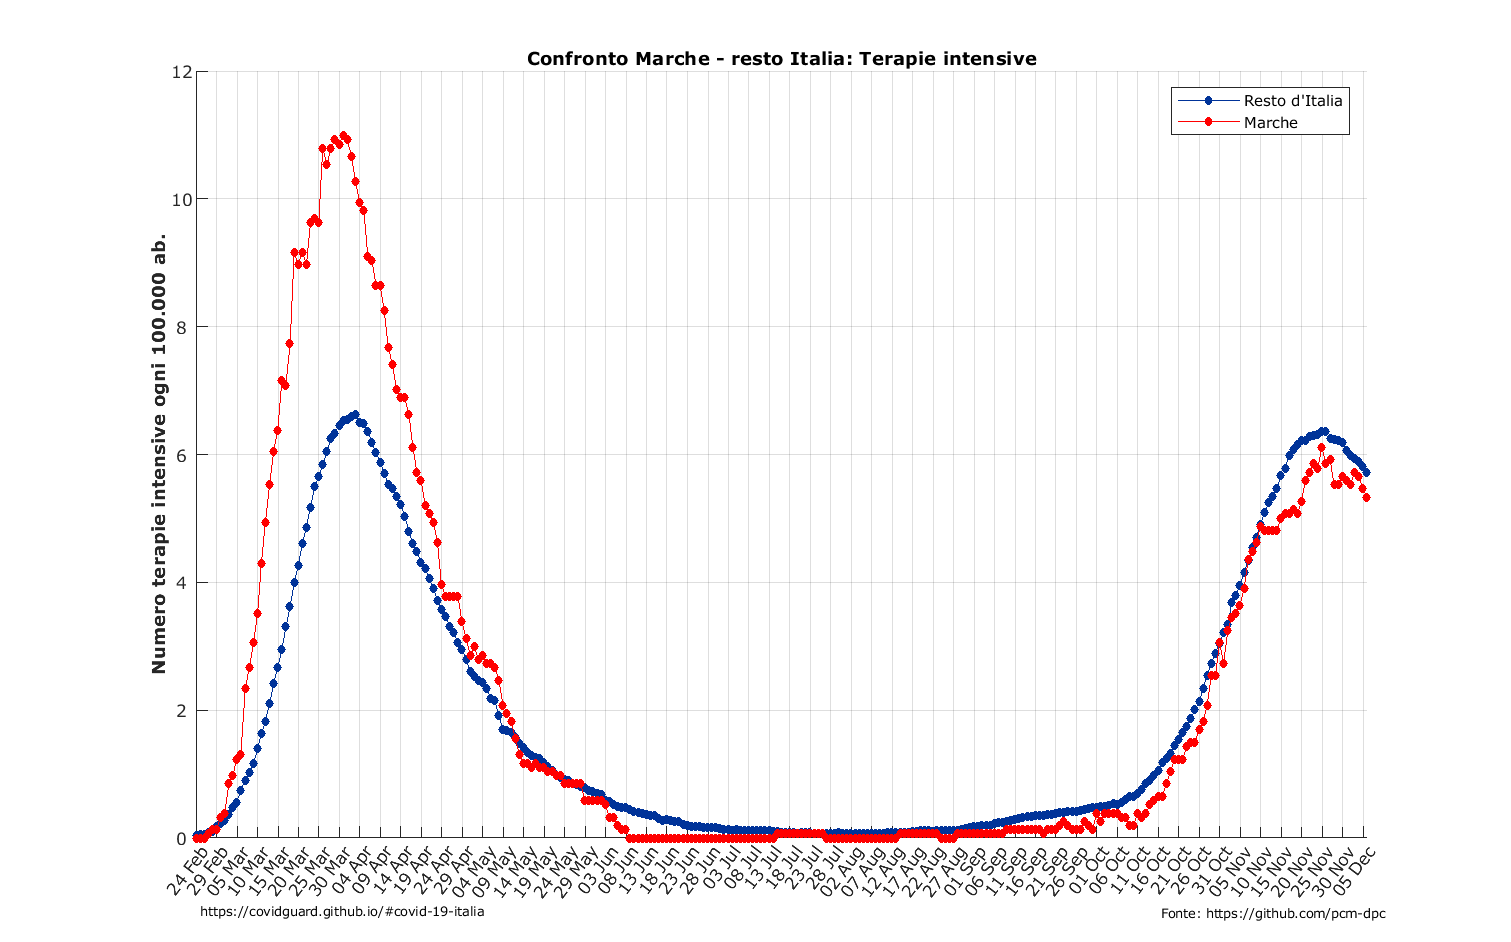 Confronto Marche - resto Italia: Terapie intensive
Resto d'Italia
Marche
Numero terapie intensive ogni 100.000 ab.
12
10
8
6
4
2
0
24 Feb
29 Feb
05 Mar
10 Mar
15 Mar
20 Mar
25 Mar
30 Mar
04 Apr
09 Apr
14 Apr
19 Apr
24 Apr
29 Apr
04 May
09 May
14 May
19 May
24 May
29 May
03 Jun
08 Jun
13 Jun
18 Jun
23 Jun
28 Jun
03 Jul
08 Jul
13 Jul
18 Jul
23 Jul
28 Jul
02 Aug
07 Aug
12 Aug
17 Aug
22 Aug
27 Aug
01 Sep
06 Sep
11 Sep
16 Sep
21 Sep
26 Sep
01 Oct
06 Oct
11 Oct
16 Oct
21 Oct
26 Oct
31 Oct
05 Nov
10 Nov
15 Nov
20 Nov
25 Nov
30 Nov
05 Dec
https://covidguard.github.io/#covid-19-italia
Fonte: https://github.com/pcm-dpc